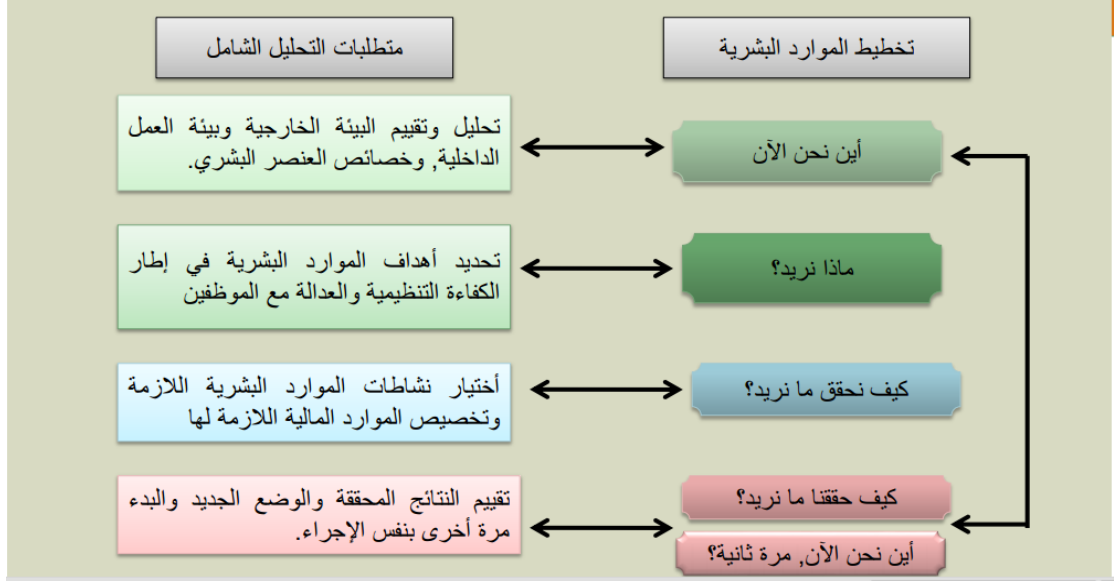 تخطيط الموارد البشرية
متطلبات التحليل الشامل
أين نحن الآن
تحليل وتقييم البيئة الخارجية وبيئة العمل
الداخلية, وخصائص العنصر البشري.
ماذا نريد؟
تحديد أهداف الموارد البشرية في إطار
الكفاءة التنظيمية والعدالة مع الموظفين
كيف نحقق ما نريد؟
أختيار نشاطات الموارد البشرية اللازمة
وتخصيص الموارد المالية اللازمة لها
كيف حققنا ما نريد؟
أين نحن الآن, مرة ثانية؟
تقييم النتائج المحققة والوضع الجديد والبدء
مرة أخرى بنفس الإجراء.